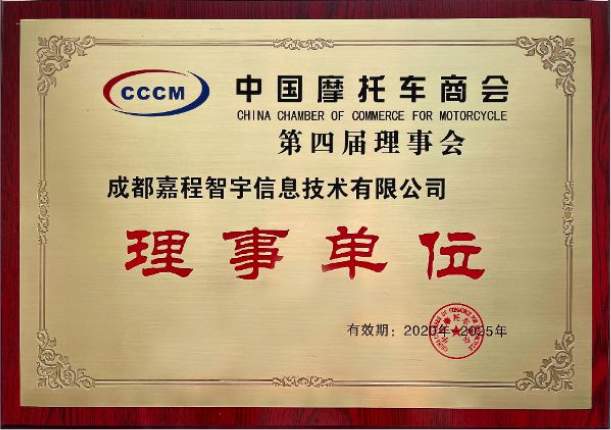 CCCM
中国摩托车商会
CHINA CHAMBER OF COMMERCE FOR MOTORCYCLE
第四届理事会
成都嘉程智宇信息技术有限公司
理事单位
有效期：2020年-2025年